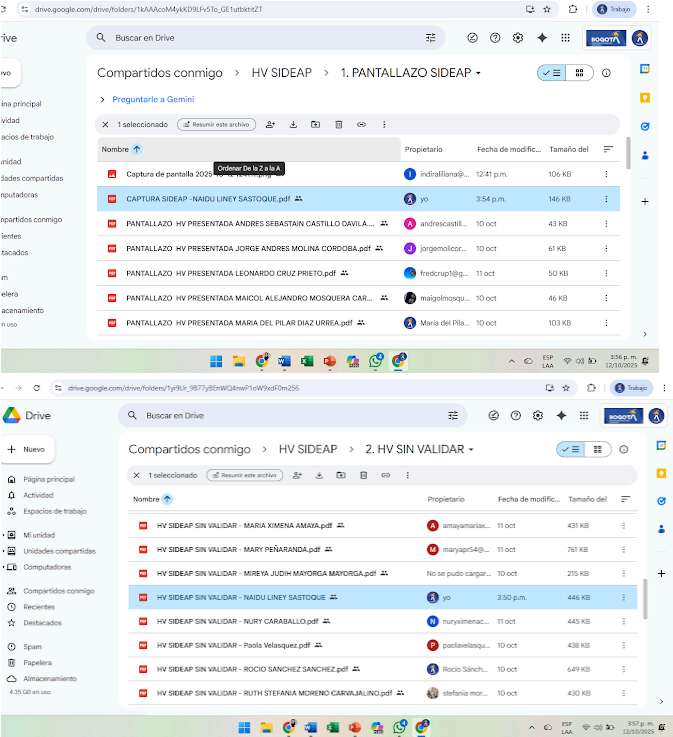 drive.google.com/drive/folders/1kAAAcoM4ykKD9LFv5To_GE1utbktitZT
Trabajo
rive
Buscar en Drive
BOGOTÁ
evo
Compartidos conmigo > HV SIDEAP > 1. PANTALLAZO SIDEAP
Preguntarle a Gemini
ina principal
vidad
acios de trabajo
unidad
dades compartidas
nputadoras
mpartidos conmigo
ientes
tacados
am
elera
acenamiento
en uso
1 seleccionado
Resumir este archivo
Nombre
Propietario
Fecha de modific...
Tamaño del
Ordenar De la Z a la A
Captura de pantalla 2025
indiraliliana@...
12:41 p.m.
106 KB
CAPTURA SIDEAP -NAIDU LINEY SASTOQUE.pdf
yo
3:54 p.m.
146 KB
PANTALLAZO HV PRESENTADA ANDRES SEBASTAIN CASTILLO DAVILA....
andrescastill...
10 oct
43 KB
PANTALLAZO HV PRESENTADA JORGE ANDRES MOLINA CORDOBA.pdf
jorgemolicor...
10 oct
61 KB
PANTALLAZO HV PRESENTADA LEONARDO CRUZ PRIETO.pdf
fredcrup1@g...
11 oct
50 KB
PANTALLAZO HV PRESENTADA MAICOL ALEJANDRO MOSQUERA CAR...
maigolmosqu...
10 oct
46 KB
PANTALLAZO HV PRESENTADA MARIA DEL PILAR DIAZ URREA.pdf
Maria del Pila...
10 oct
103 KB
ESP
LAA
3:56 p. m.
12/10/2025
drive.google.com/drive/folders/1yi9Ur_9B77yBEnWQ4nwP1oW9xdF0m256
Trabajo
Drive
Buscar en Drive
BOGOTÁ
Nuevo
Compartidos conmigo > HV SIDEAP > 2. HV SIN VALIDAR
Página principal
Actividad
Espacios de trabajo
Mi unidad
Unidades compartidas
Computadoras
Compartidos conmigo
Recientes
Destacados
Spam
Papelera
Almacenamiento
4.35 GB en uso
1 seleccionado
Resumir este archivo
Nombre
Propietario
Fecha de modific...
Tamaño del
HV SIDEAP SIN VALIDAR - MARIA XIMENA AMAYA.pdf
amayamariax...
11 oct
431 KB
HV SIDEAP SIN VALIDAR - MARY PEÑARANDA.pdf
maryapr54@...
11 oct
761 KB
HV SIDEAP SIN VALIDAR - MIREYA JUDIH MAYORGA MAYORGA.pdf
No se pudo cargar...
10 oct
215 KB
HV SIDEAP SIN VALIDAR - NAIDU LINEY SASTOQUE
yo
3:50 p.m.
446 KB
HV SIDEAP SIN VALIDAR - NURY CARABALLO.pdf
nuryximenac...
11 oct
445 KB
HV SIDEAP SIN VALIDAR - Paola Velasquez.pdf
paolavelasqu...
10 oct
438 KB
HV SIDEAP SIN VALIDAR - ROCIO SANCHEZ SANCHEZ.pdf
Rocío Sánch...
10 oct
649 KB
HV SIDEAP SIN VALIDAR - RUTH STEFANIA MORENO CARVAJALINO.pdf
stefania mor...
10 oct
430 KB
ESP
LAA
3:57 p. m.
12/10/2025